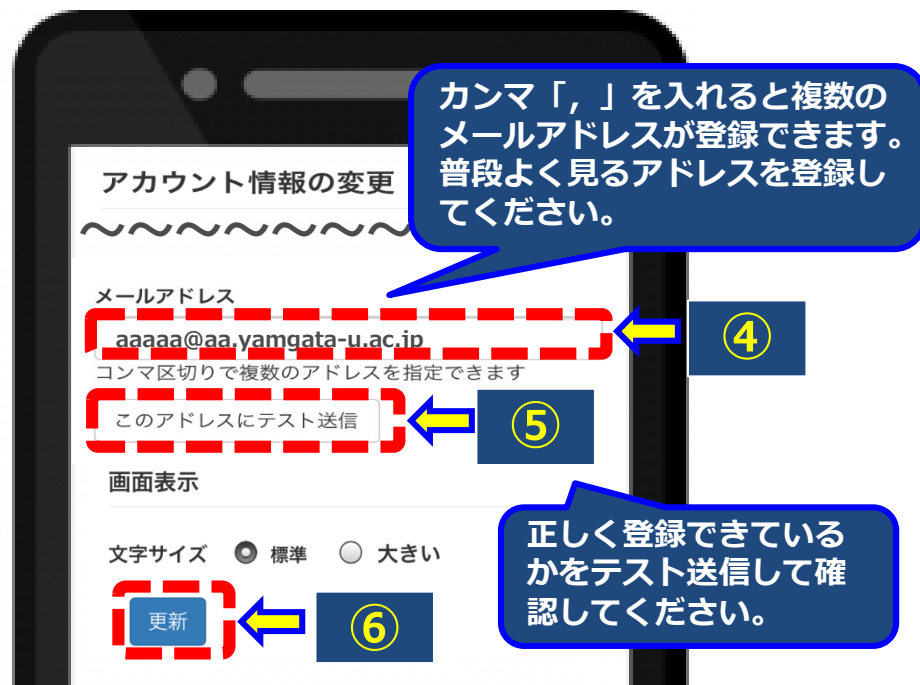 カンマ「，」を入れると複数の
メールアドレスが登録できます。
普段よく見るアドレスを登録し
てください。
アカウント情報の変更
～～～～～～～
メールアドレス
aaaaa@aa.yamgata-u.ac.jp
④
コンマ区切りで複数のアドレスを指定できます
このアドレスにテスト送信
⑤
画面表示
正しく登録できている
かをテスト送信して確
認してください。
文字サイズ 標準 大きい
更新
⑥